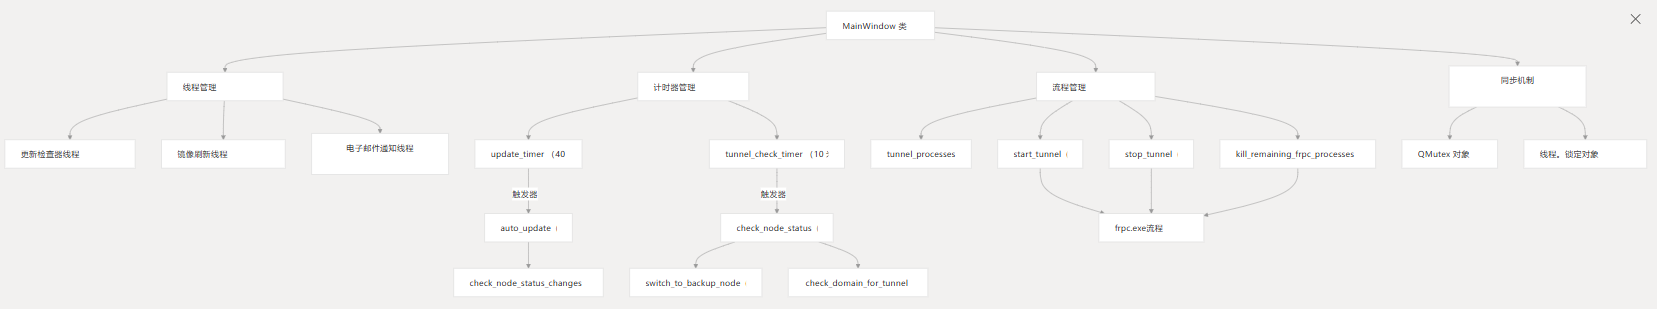 MainWindow 类
线程管理
计时器管理
流程管理
同步机制
更新检查器线程
镜像刷新线程
电子邮件通知线程
update_timer （40
tunnel_check_timer （10
tunnel_processes
start_tunnel
stop_tunnel
kill_remaining_frpc_processes
QMutex 对象
线程。锁定对象
触发器
触发器
auto_update
check_node_status
frpc.exe流程
check_node_status_changes
switch_to_backup_node
check_domain_for_tunnel